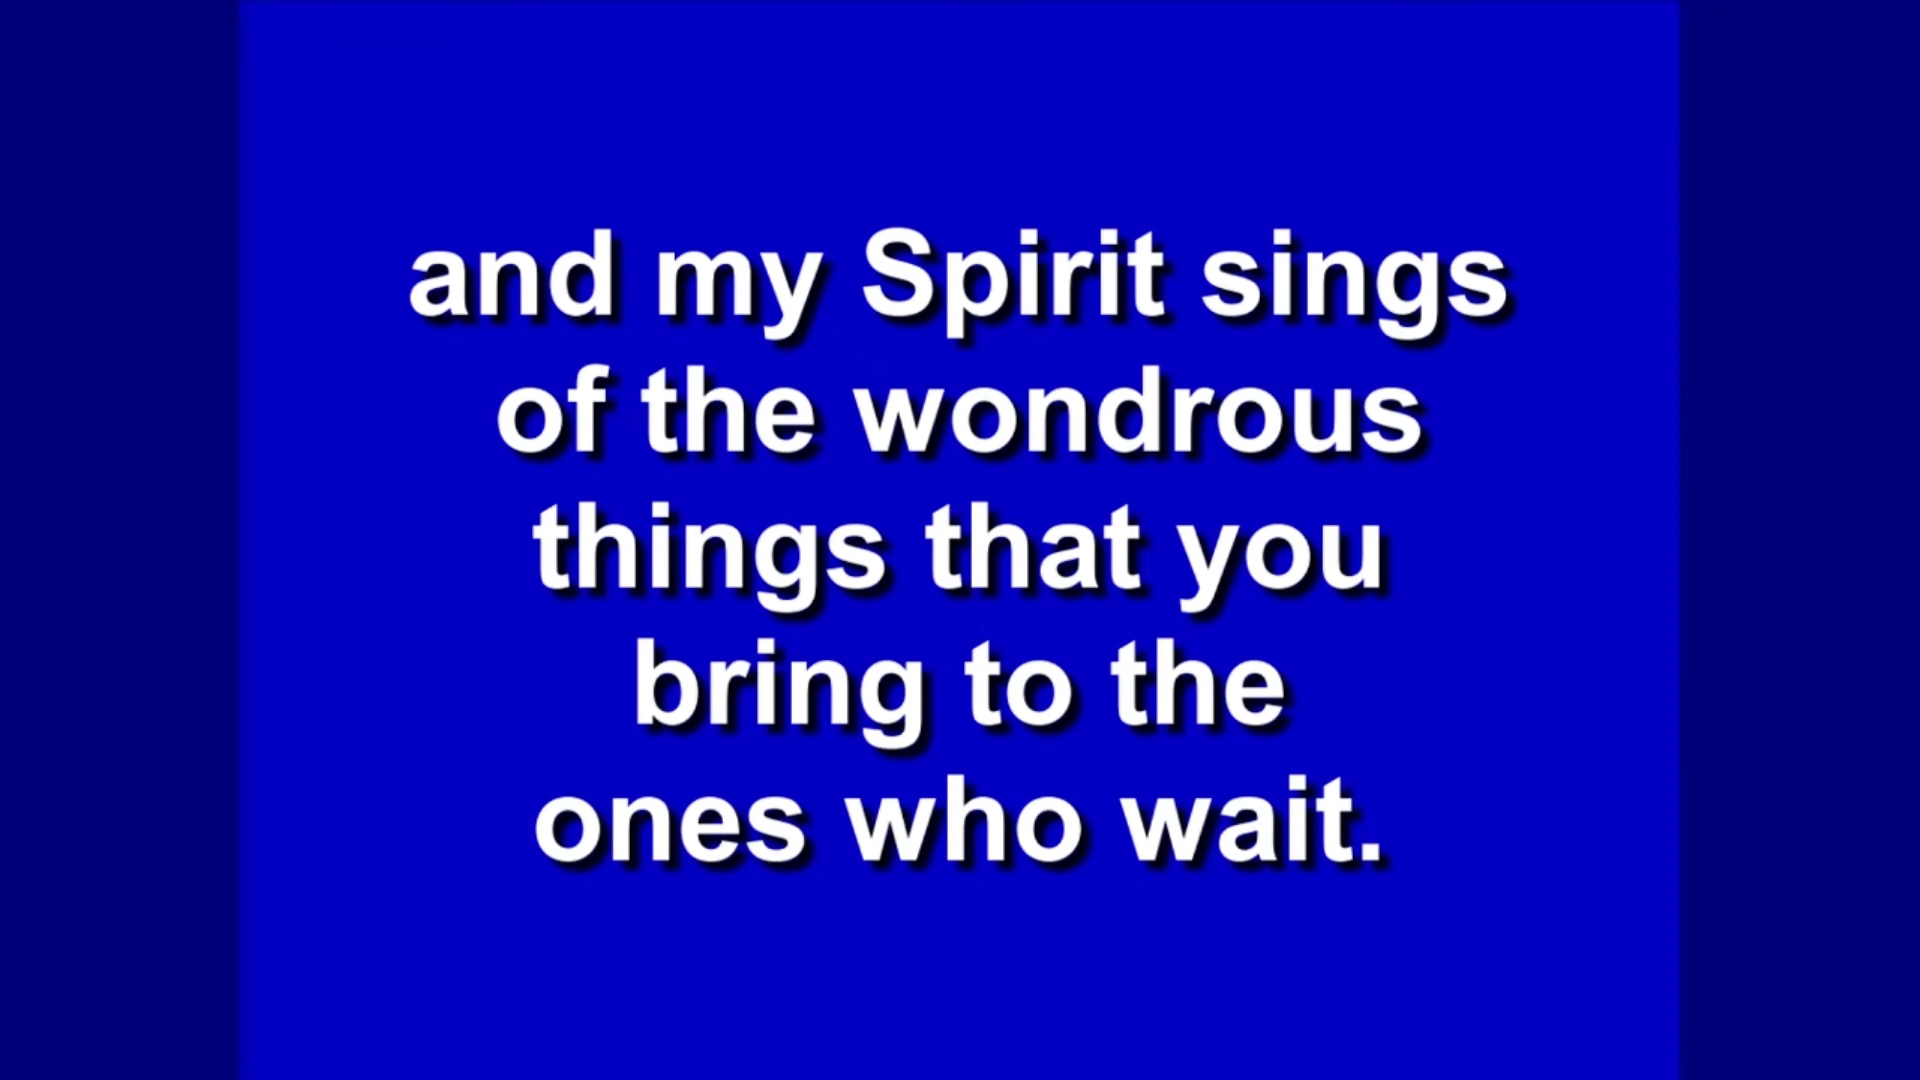 and my Spirit sings
of the wondrous
things that you
bring to the
ones who wait.